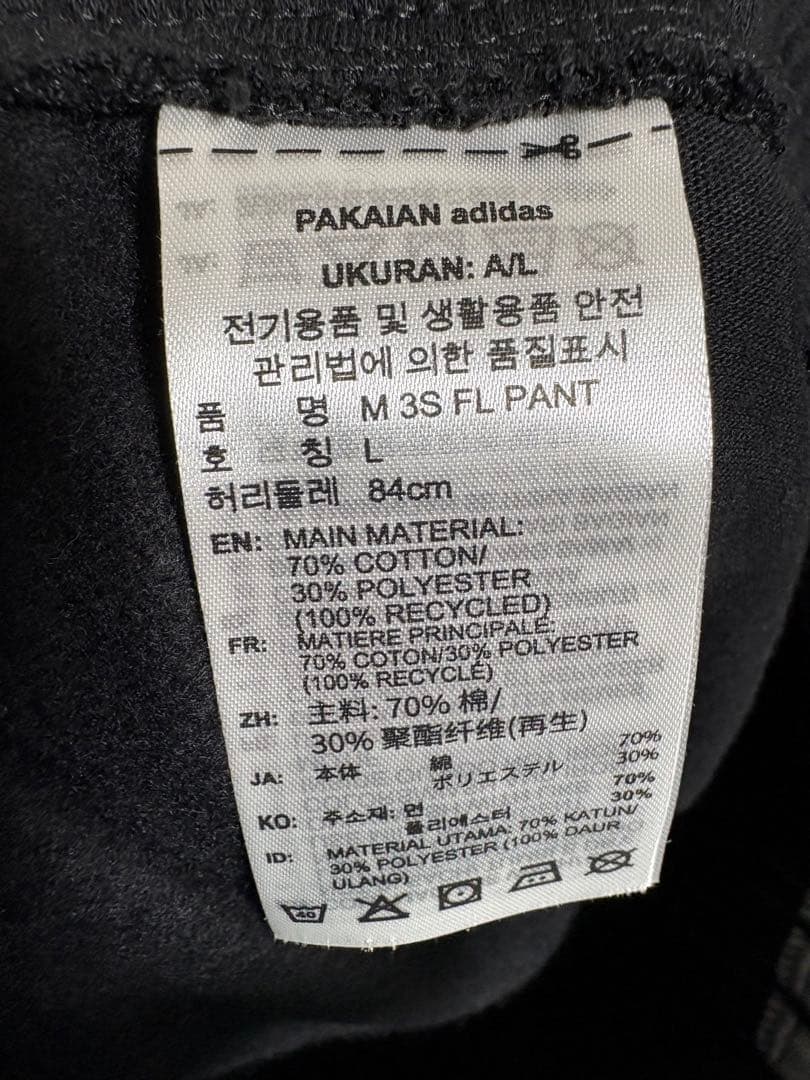 PAKAIAN adidas
UKURAN: A/L
전기용품 및 생활용품 안전
관리법에 의한 품질표시
품 명 M 3S FL PANT
호 칭 L
허리둘레 84cm
EN: MAIN MATERIAL:
70% COTTON/
30% POLYESTER
(100% RECYCLED)
FR: MATIERE PRINCIPALE:
70% COTON/30% POLYESTER
(100% RECYCLÉ)
ZH: 主料: 70% 棉/
30% 聚酯纤维(再生)
JA: 本体 綿 70%
ポリエステル 30%
KO: 주소재: 면 70%
폴리에스터 30%
ID: MATERIAL UTAMA: 70% KATUN/
30% POLYESTER (100% DAUR
ULANG)
40